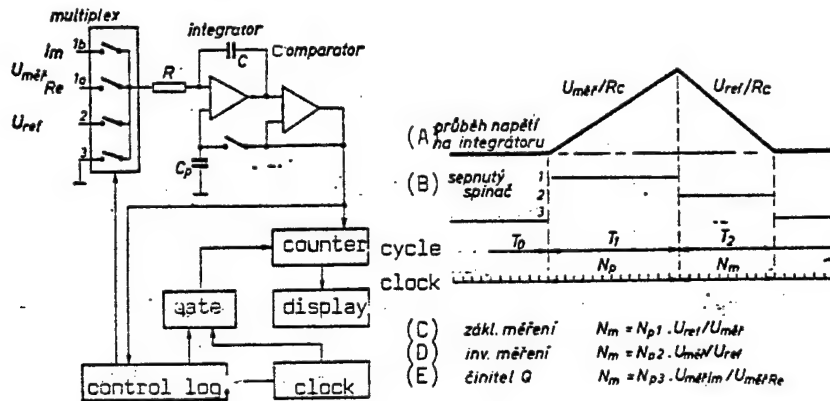 multiplex
Im 1b
Uměř Re 1a
Uref 2
3
R
integrator
C
Comparator
Cp
counter
display
gate
control log.
clock
Uměř/Rc
Uref/Rc
(A) průběh napětí na integrátoru
(B) sepnutý spínač
1
2
3
cycle T0 T1 T2
Np Nm
clock
(C) zákl. měření Nm = Np1 . Uref/Uměř
(D) inv. měření Nm = Np2 . Uměř/Uref
(E) činitel Q Nm = Np3 . UměřIm/UměřRe